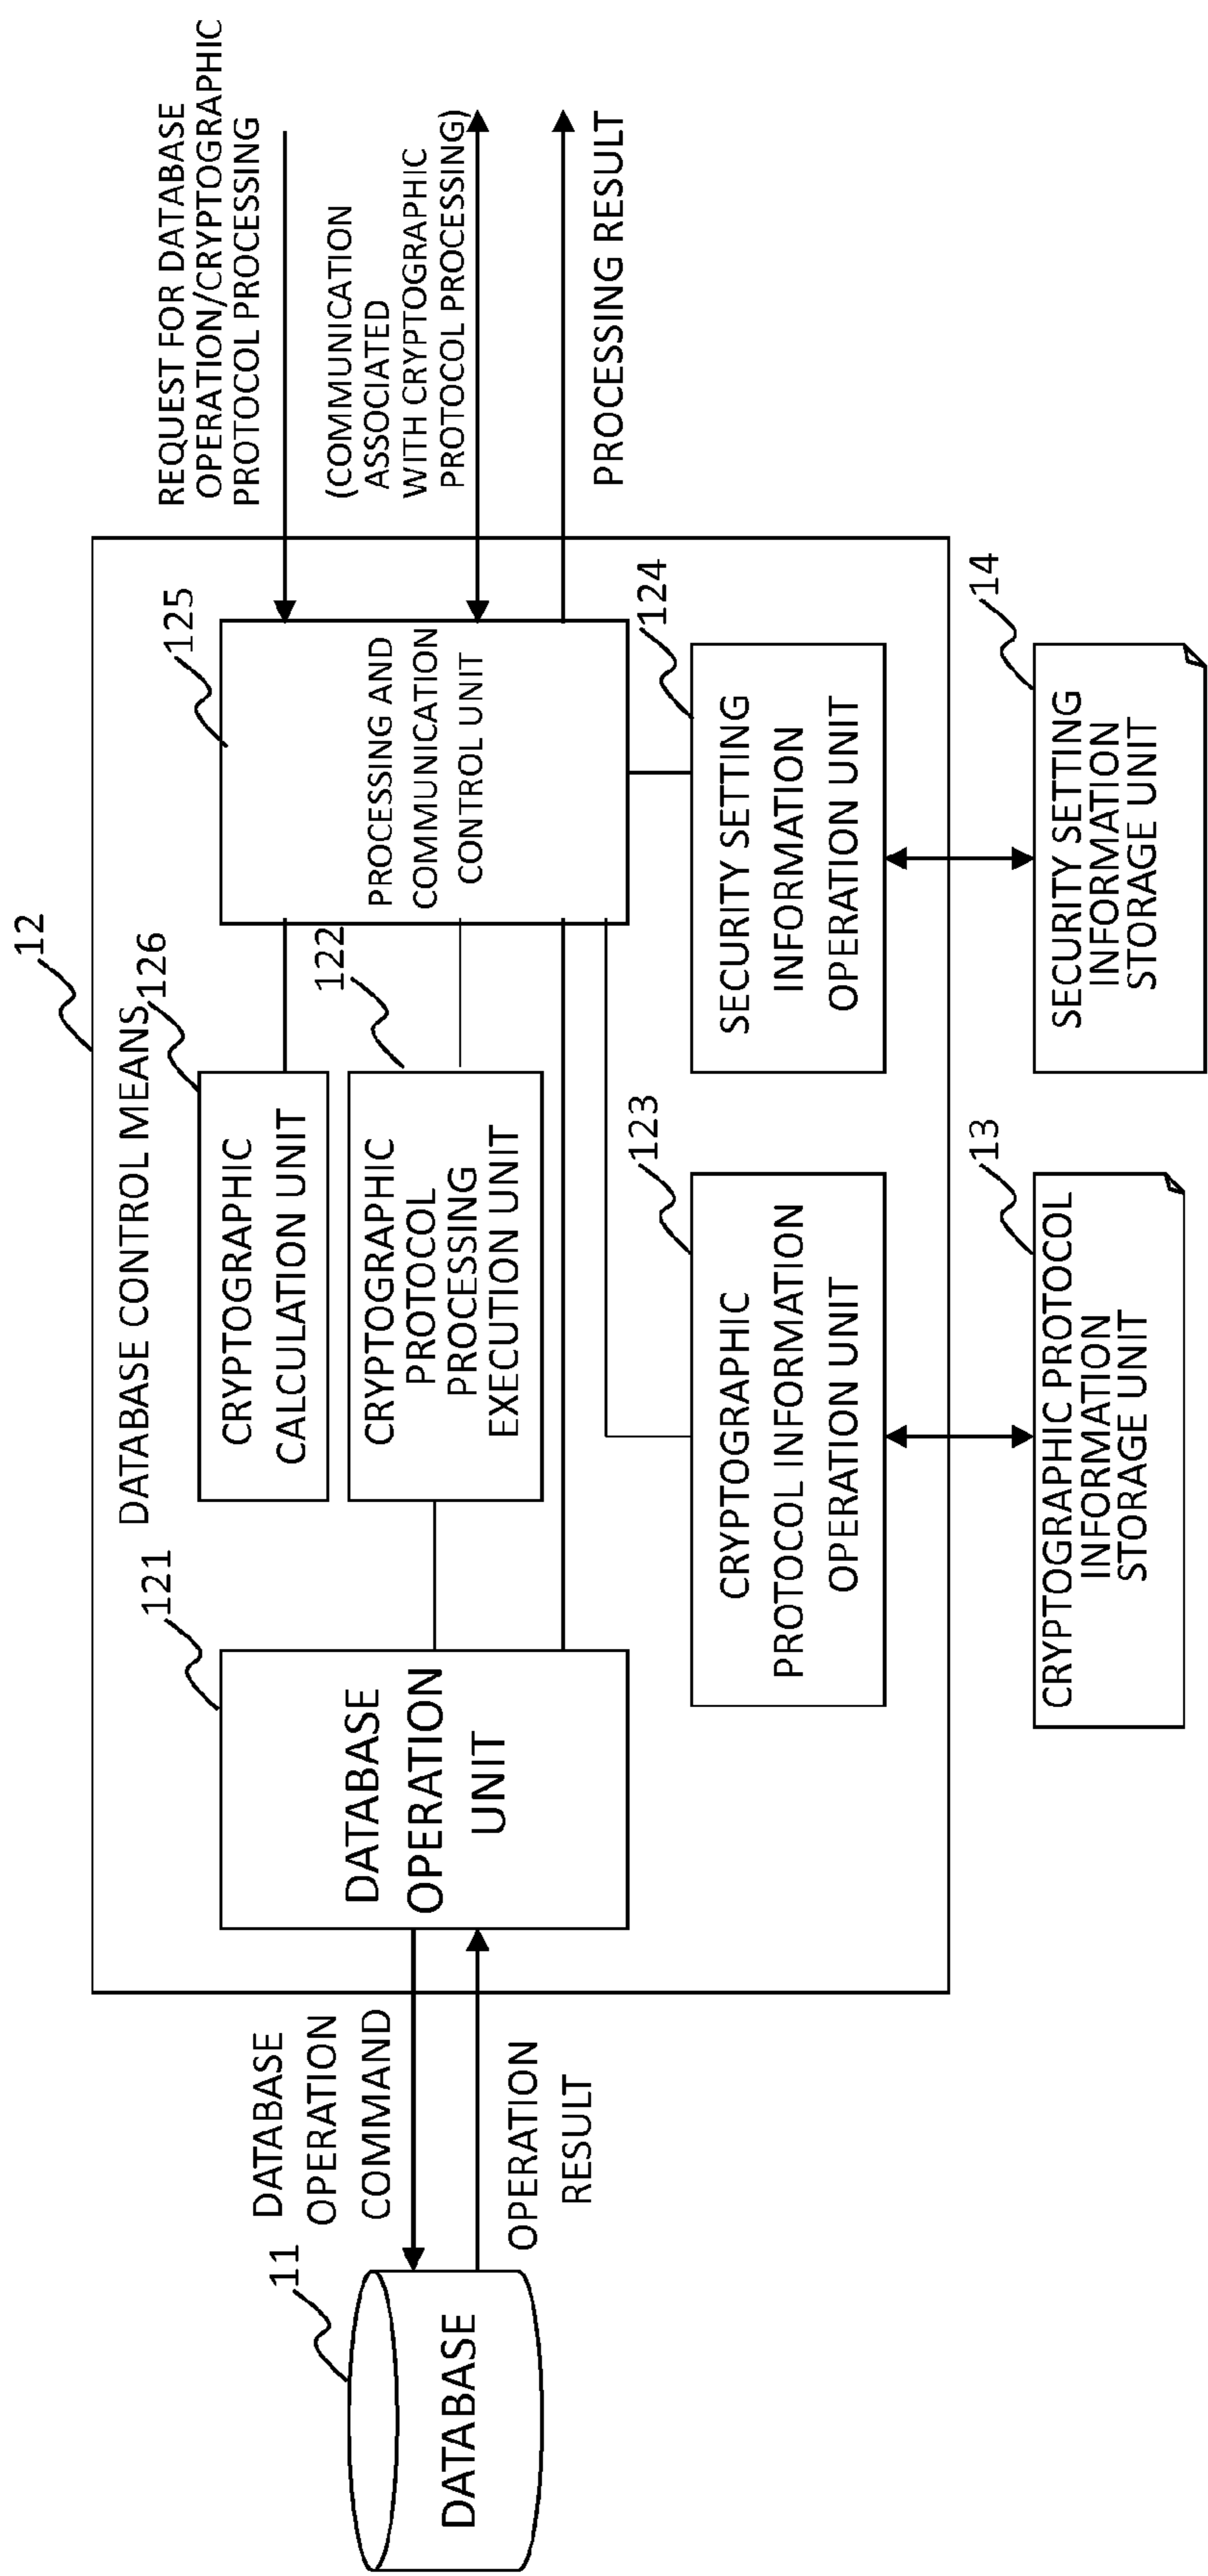 12
DATABASE CONTROL MEANS
11
DATABASE
DATABASE
OPERATION
COMMAND
OPERATION
RESULT
121
DATABASE
OPERATION
UNIT
126
CRYPTOGRAPHIC
CALCULATION UNIT
122
CRYPTOGRAPHIC
PROTOCOL
PROCESSING
EXECUTION UNIT
125
PROCESSING AND
COMMUNICATION
CONTROL UNIT
REQUEST FOR DATABASE
OPERATION/CRYPTOGRAPHIC
PROTOCOL PROCESSING
(COMMUNICATION
ASSOCIATED
WITH CRYPTOGRAPHIC
PROTOCOL PROCESSING)
PROCESSING RESULT
123
CRYPTOGRAPHIC
PROTOCOL INFORMATION
OPERATION UNIT
124
SECURITY SETTING
INFORMATION
OPERATION UNIT
13
CRYPTOGRAPHIC PROTOCOL
INFORMATION
STORAGE UNIT
14
SECURITY SETTING
INFORMATION
STORAGE UNIT